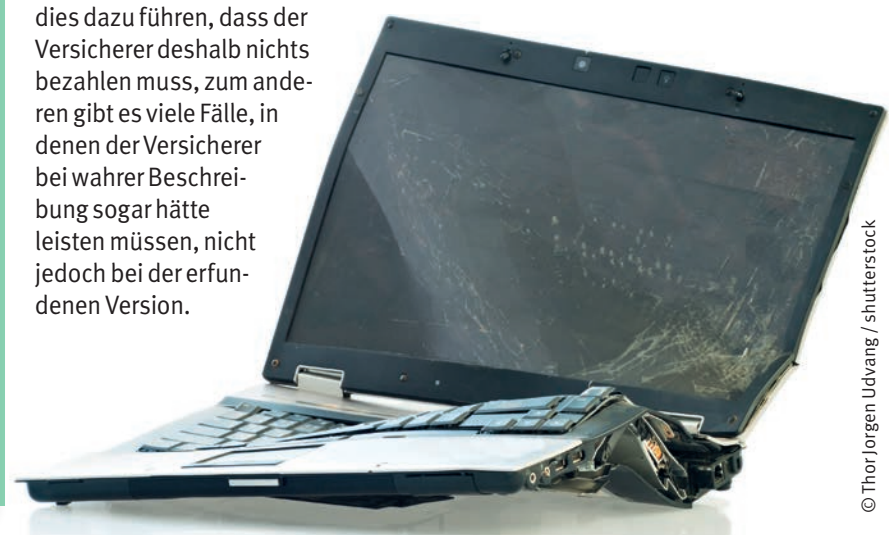 dies dazu führen, dass der
Versicherer deshalb nichts
bezahlen muss, zum ande-
ren gibt es viele Fälle, in
denen der Versicherer
bei wahrer Beschrei-
bung sogar hätte
leisten müssen, nicht
jedoch bei der erfun-
denen Version.
© ThorJorgen Udvang / shutterstock